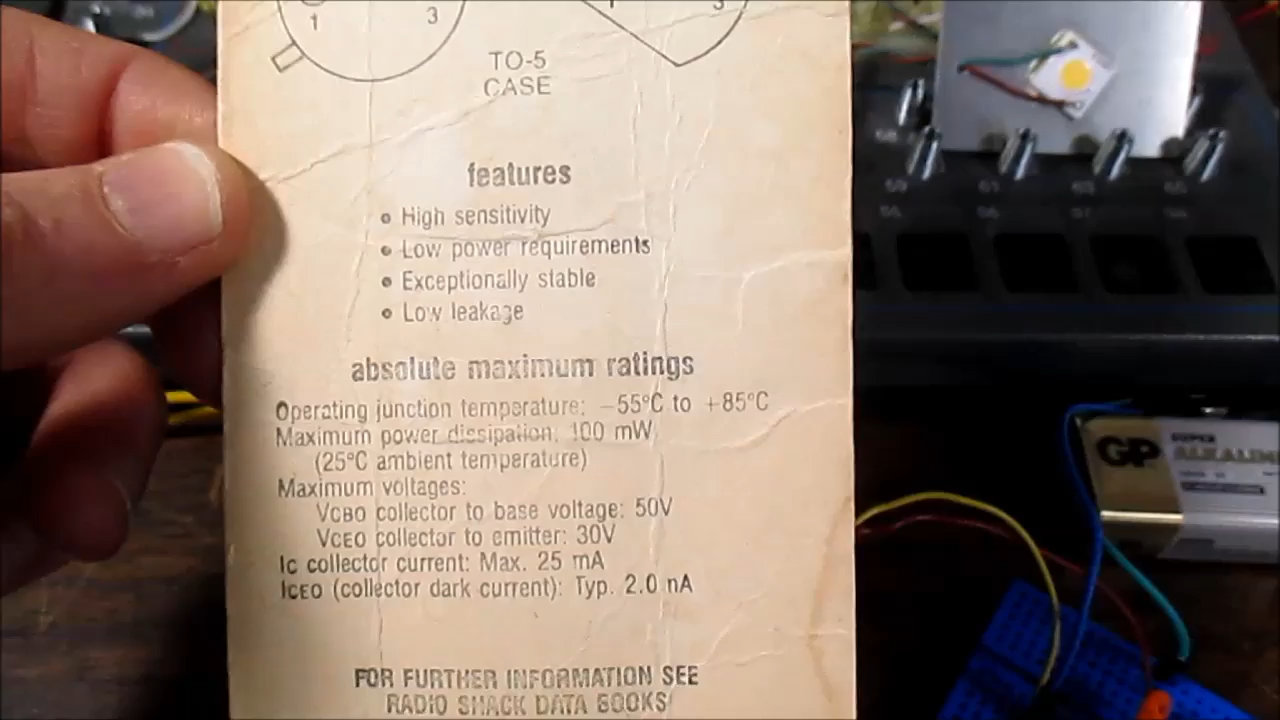 1 3
TO-5
CASE
features
• High sensitivity
• Low power requirements
• Exceptionally stable
• Low leakage
absolute maximum ratings
Operating junction temperature: −55°C to +85°C
Maximum power dissipation: 100 mW
(25°C ambient temperature)
Maximum voltages:
VCBO collector to base voltage: 50V
VCEO collector to emitter: 30V
IC collector current: Max. 25 mA
ICEO (collector dark current): Typ. 2.0 nA
FOR FURTHER INFORMATION SEE
RADIO SHACK DATA BOOKS
GP
SUPER
ALKALIN